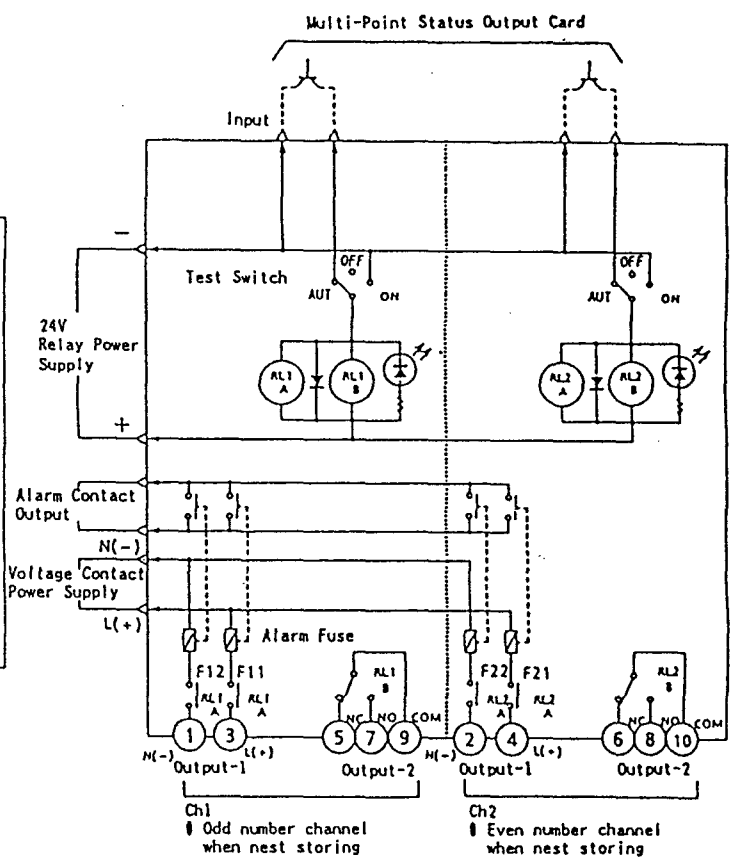 Multi-Point Status Output Card
Input
−
OFF
OFF
Test Switch
AUT
ON
AUT
ON
24V
Relay Power
Supply
RL1
A
RL1
B
RL2
A
RL2
B
+
Alarm Contact
Output
N(-)
Voltage Contact
Power Supply
L(+)
Alarm Fuse
F12
F11
RL1
B
F22
F21
RL2
B
RL1
A
RL1
A
NC
NO
COM
RL2
A
RL2
A
NC
NO
COM
1
3
5
7
9
2
4
6
8
10
N(-)
L(+)
N(-)
L(+)
Output-1
Output-2
Output-1
Output-2
Ch1
Odd number channel
when nest storing
Ch2
Even number channel
when nest storing